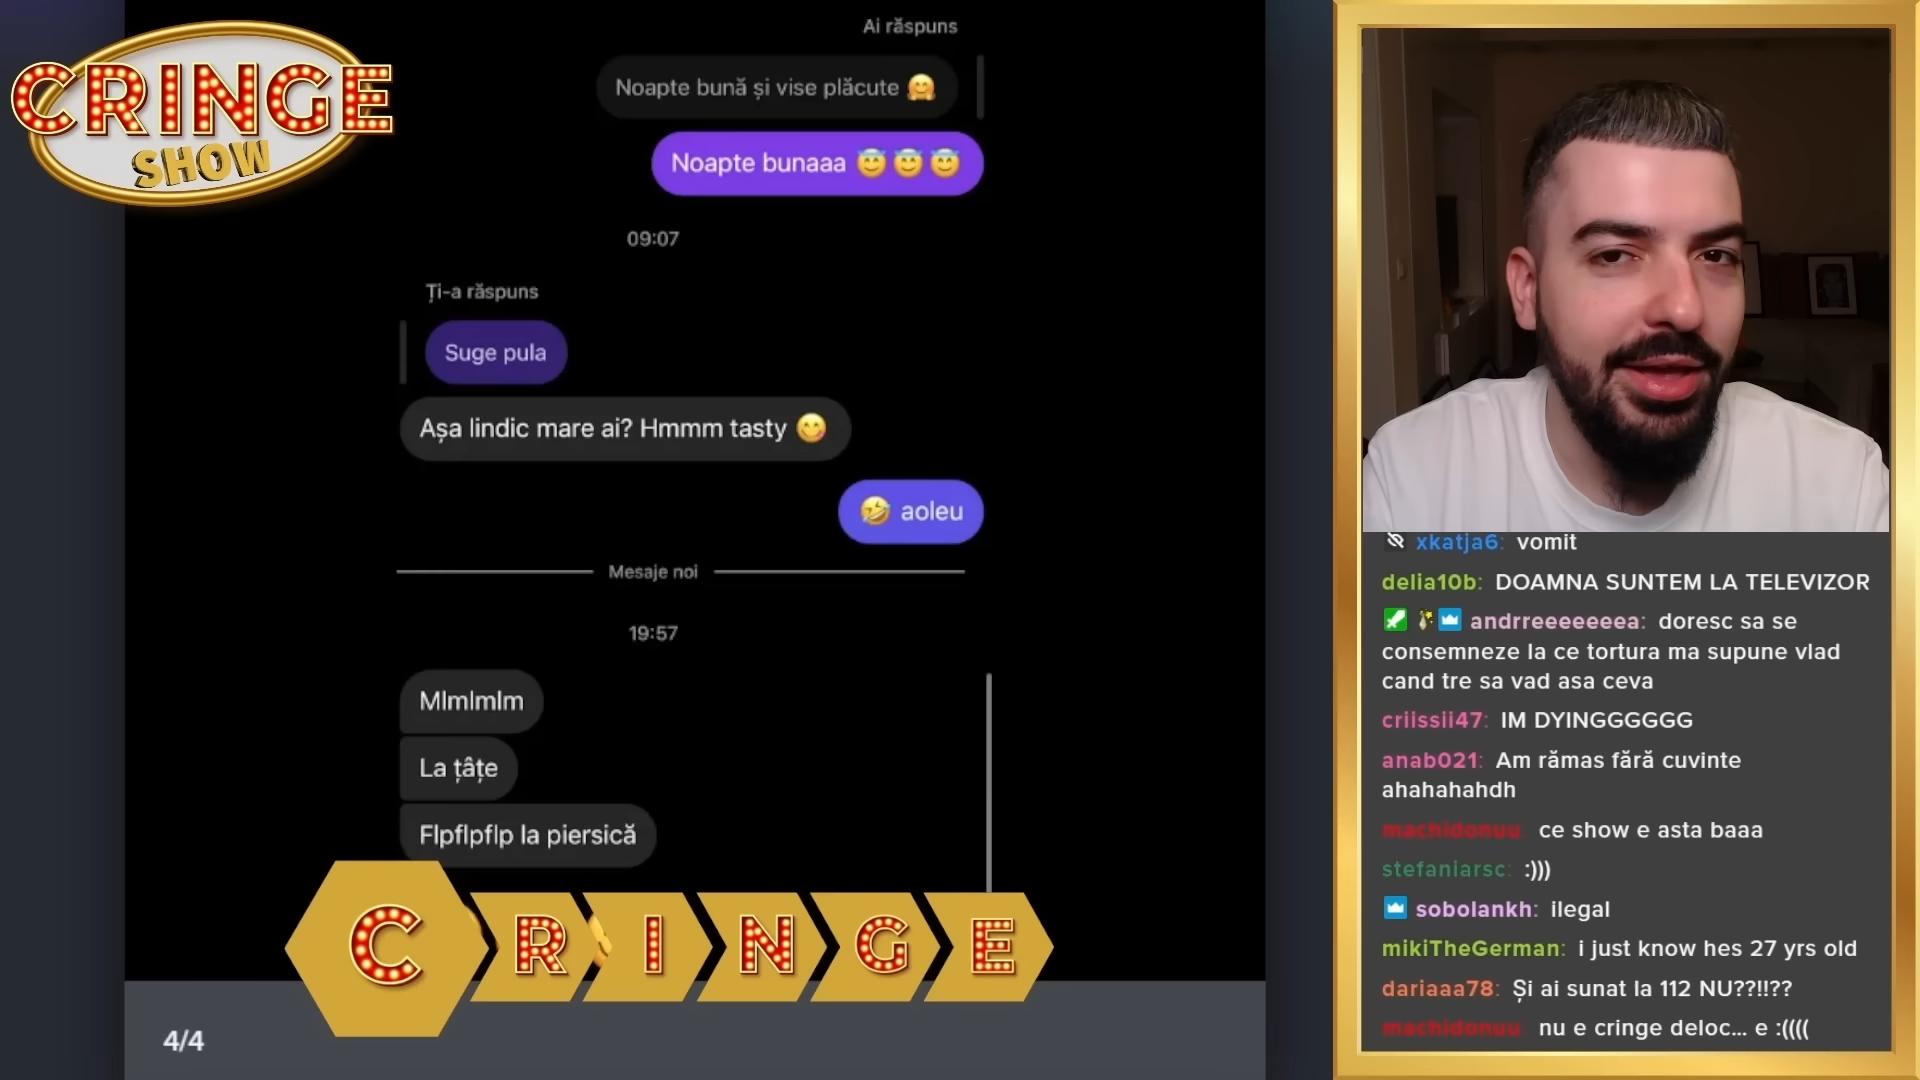 CRINGE
SHOW
Ai răspuns
Noapte bună și vise plăcute 🤗
Noapte bunaaa 😇😇😇
09:07
Ți-a răspuns
Suge pula
Așa lindic mare ai? Hmmm tasty 😋
🤣 aoleu
Mesaje noi
19:57
Mlmlmlm
La țâțe
Flpflpflp la piersică
CRINGE
4/4
xkatja6: vomit
delia10b: DOAMNA SUNTEM LA TELEVIZOR
andrreeeeeeea: doresc sa se
consemneze la ce tortura ma supune vlad
cand tre sa vad asa ceva
criissii47: IM DYINGGGGGG
anab021: Am rămas fără cuvinte
ahahahahdh
machidonuu: ce show e asta baaa
stefaniarsc: :)))
sobolankh: ilegal
mikiTheGerman: i just know hes 27 yrs old
dariaaa78: Și ai sunat la 112 NU??!!??
machidonuu: nu e cringe deloc... e :((((